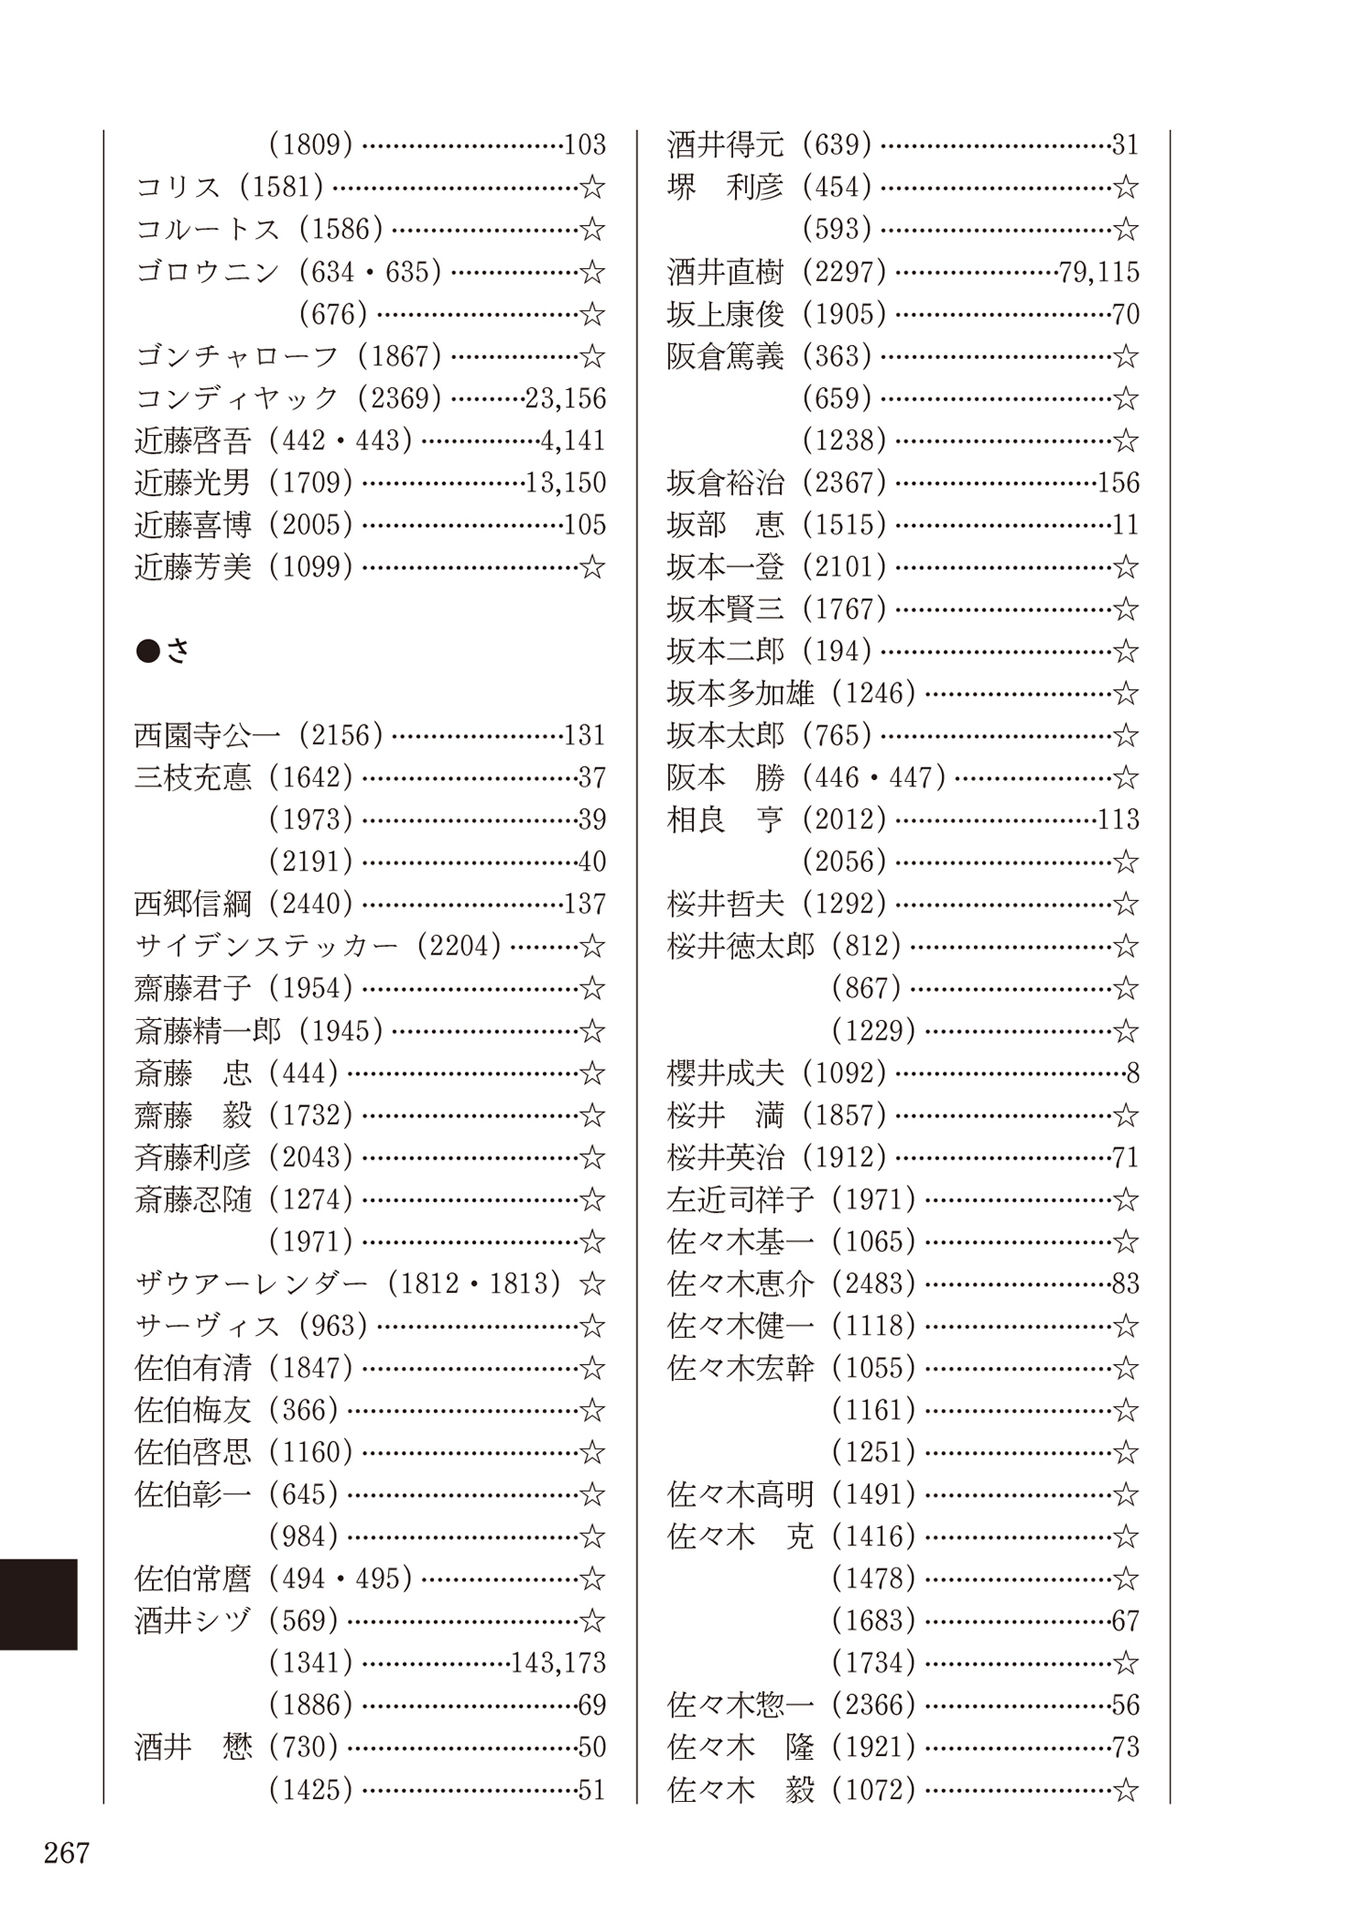 (1809)…………………………103
コリス(1581)…………………………☆
コルートス(1586)…………………………☆
ゴロウニン(634・635)…………………………☆
(676)…………………………☆
ゴンチャローフ(1867)…………………………☆
コンディヤック(2369)…………………………23,156
近藤啓吾(442・443)…………………………4,141
近藤光男(1709)…………………………13,150
近藤喜博(2005)…………………………105
近藤芳美(1099)…………………………☆
●さ
西園寺公一(2156)…………………………131
三枝充悳(1642)…………………………37
(1973)…………………………39
(2191)…………………………40
西郷信綱(2440)…………………………137
サイデンステッカー(2204)…………………………☆
齋藤君子(1954)…………………………☆
斎藤精一郎(1945)…………………………☆
斎藤　忠(444)…………………………☆
齋藤　毅(1732)…………………………☆
斉藤利彦(2043)…………………………☆
斎藤忍随(1274)…………………………☆
(1971)…………………………☆
ザウアーレンダー(1812・1813)☆
サーヴィス(963)…………………………☆
佐伯有清(1847)…………………………☆
佐伯梅友(366)…………………………☆
佐伯啓思(1160)…………………………☆
佐伯彰一(645)…………………………☆
(984)…………………………☆
佐伯常麿(494・495)…………………………☆
酒井シヅ(569)…………………………☆
(1341)…………………………143,173
(1886)…………………………69
酒井　懋(730)…………………………50
(1425)…………………………51
酒井得元(639)…………………………31
堺　利彦(454)…………………………☆
(593)…………………………☆
酒井直樹(2297)…………………………79,115
坂上康俊(1905)…………………………70
阪倉篤義(363)…………………………☆
(659)…………………………☆
(1238)…………………………☆
坂倉裕治(2367)…………………………156
坂部　恵(1515)…………………………11
坂本一登(2101)…………………………☆
坂本賢三(1767)…………………………☆
坂本二郎(194)…………………………☆
坂本多加雄(1246)…………………………☆
坂本太郎(765)…………………………☆
阪本　勝(446・447)…………………………☆
相良　亨(2012)…………………………113
(2056)…………………………☆
桜井哲夫(1292)…………………………☆
桜井徳太郎(812)…………………………☆
(867)…………………………☆
(1229)…………………………☆
櫻井成夫(1092)…………………………8
桜井　満(1857)…………………………☆
桜井英治(1912)…………………………71
左近司祥子(1971)…………………………☆
佐々木基一(1065)…………………………☆
佐々木恵介(2483)…………………………83
佐々木健一(1118)…………………………☆
佐々木宏幹(1055)…………………………☆
(1161)…………………………☆
(1251)…………………………☆
佐々木高明(1491)…………………………☆
佐々木　克(1416)…………………………☆
(1478)…………………………☆
(1683)…………………………67
(1734)…………………………☆
佐々木惣一(2366)…………………………56
佐々木　隆(1921)…………………………73
佐々木　毅(1072)…………………………☆
267